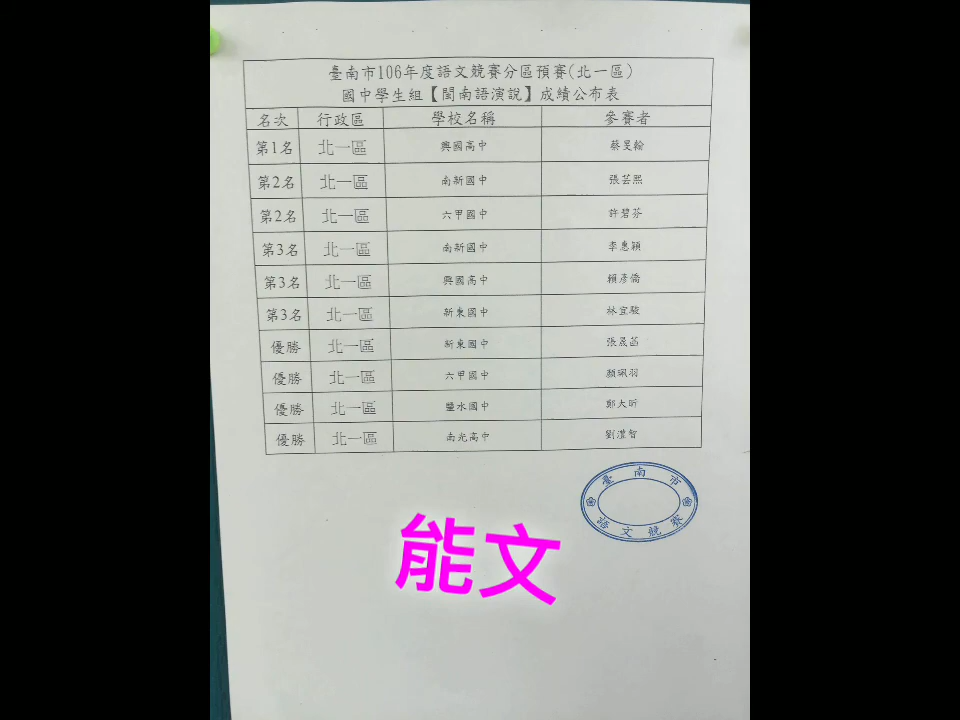 臺南市106年度語文競賽分區預賽(北一區)
國中學生組【閩南語演說】成績公布表
名次 行政區 學校名稱 參賽者
第1名 北一區 興國高中 蔡旻翰
第2名 北一區 南新國中 張芸熙
第2名 北一區 六甲國中 許碧芬
第3名 北一區 南新國中 李惠穎
第3名 北一區 興國高中 賴彥僑
第3名 北一區 新東國中 林宜駿
優勝 北一區 新東國中 張晟菡
優勝 北一區 六甲國中 顏珮羽
優勝 北一區 鹽水國中 鄭大昕
優勝 北一區 南光高中 劉灃智
臺南市
語文競賽
能文